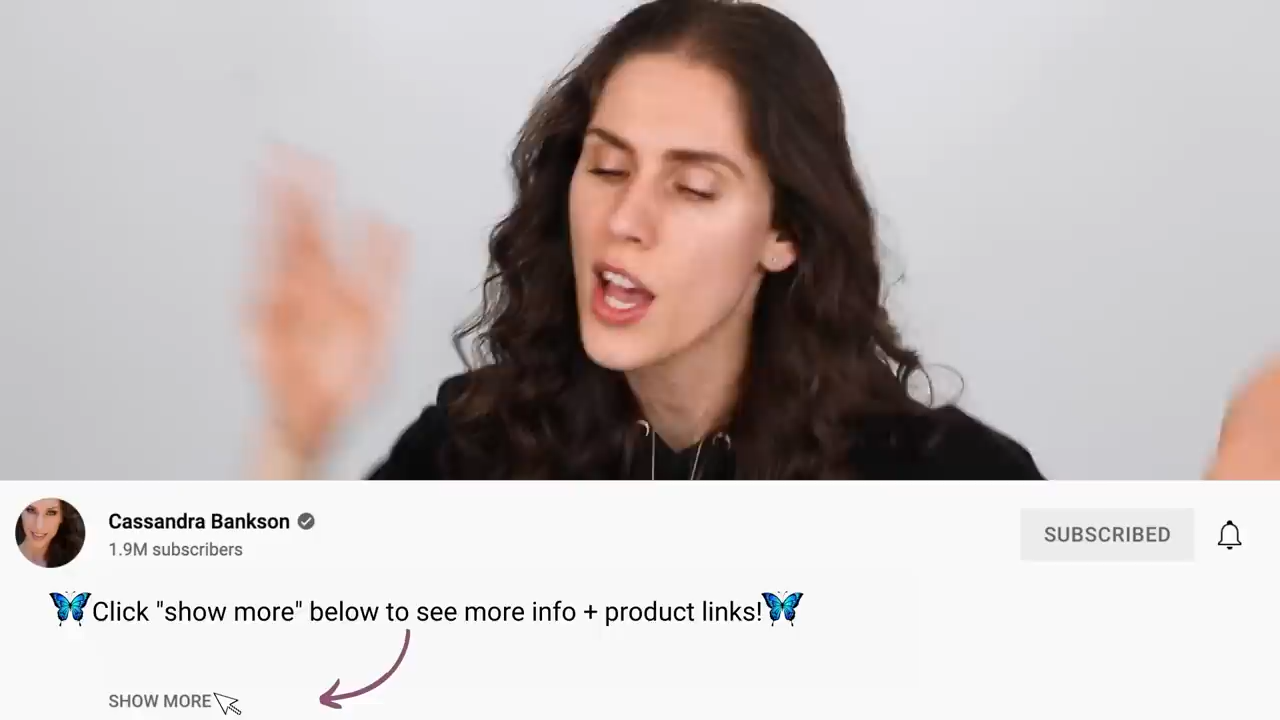 Cassandra Bankson
1.9M subscribers
SUBSCRIBED
Click "show more" below to see more info + product links!
SHOW MORE